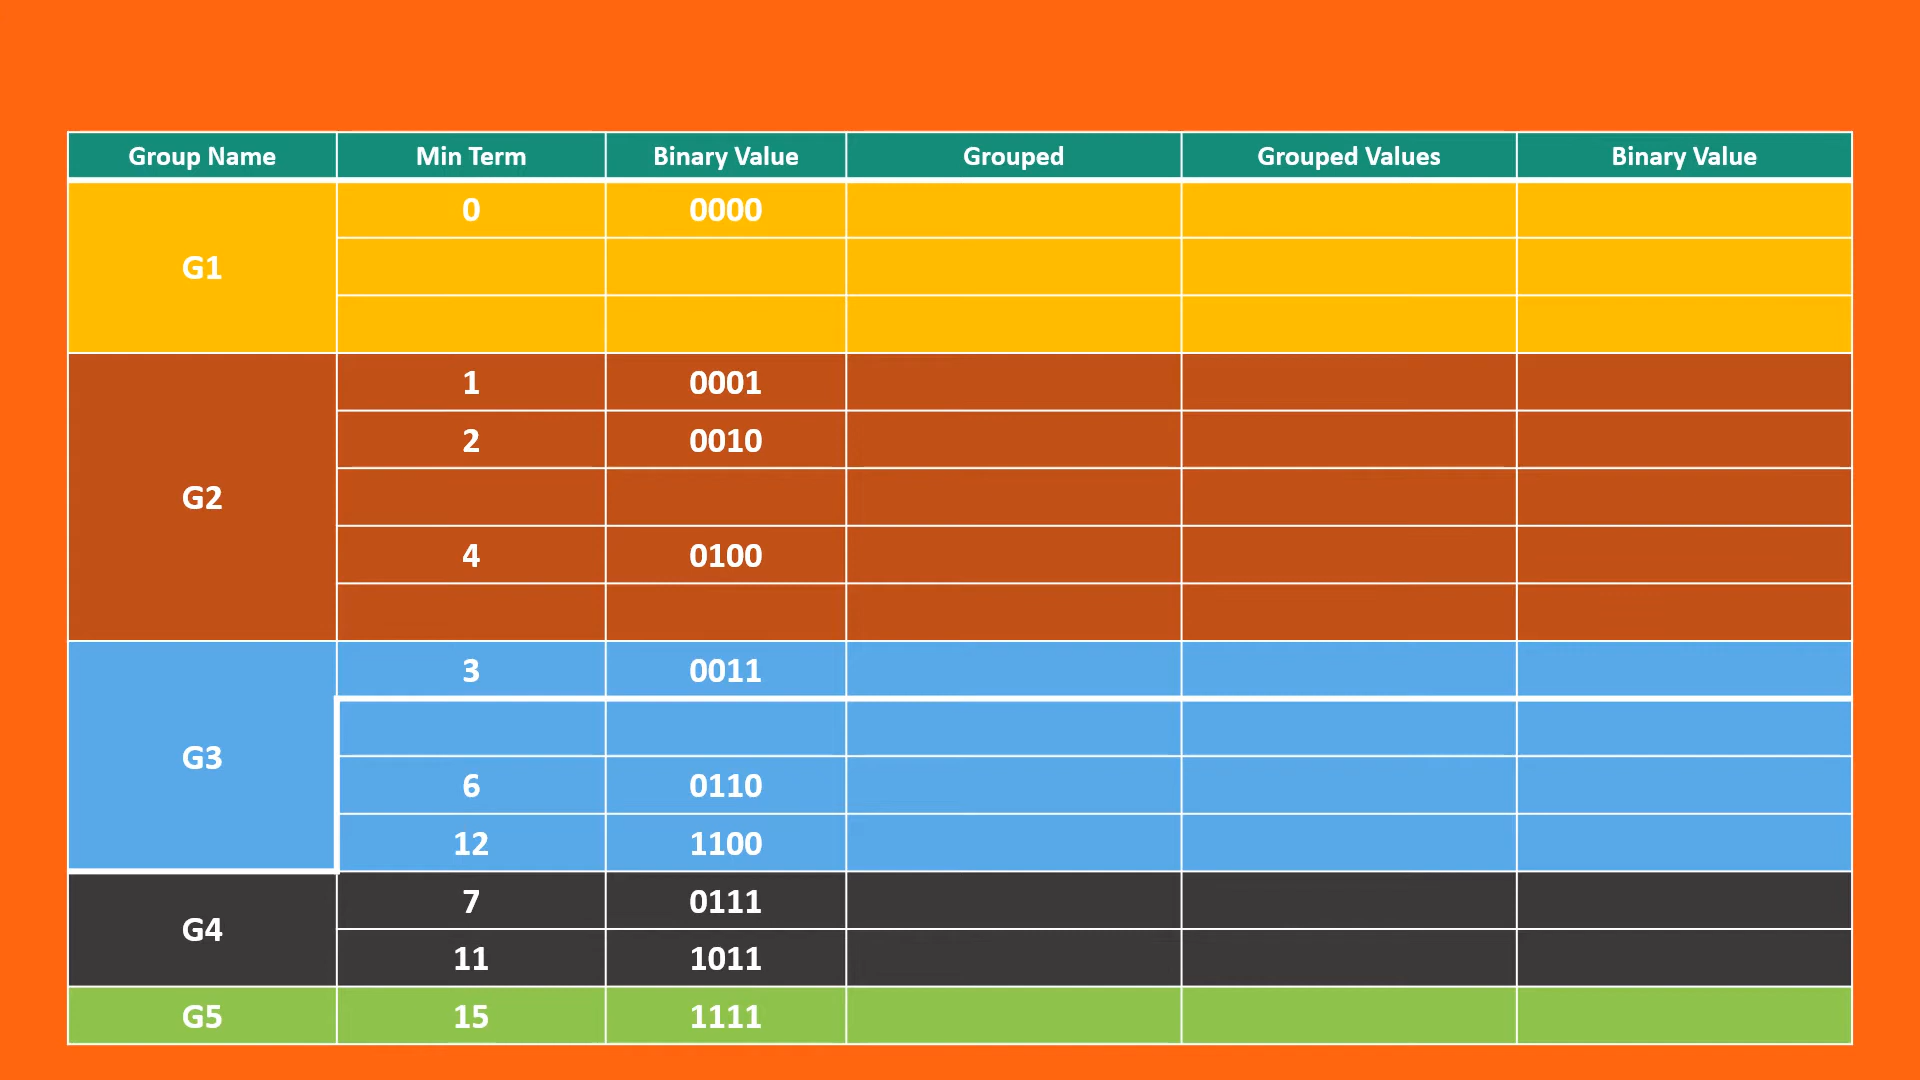 Group Name Min Term Binary Value Grouped Grouped Values Binary Value
G1 0 0000
G2 1 0001
2 0010
4 0100
G3 3 0011
6 0110
12 1100
G4 7 0111
11 1011
G5 15 1111